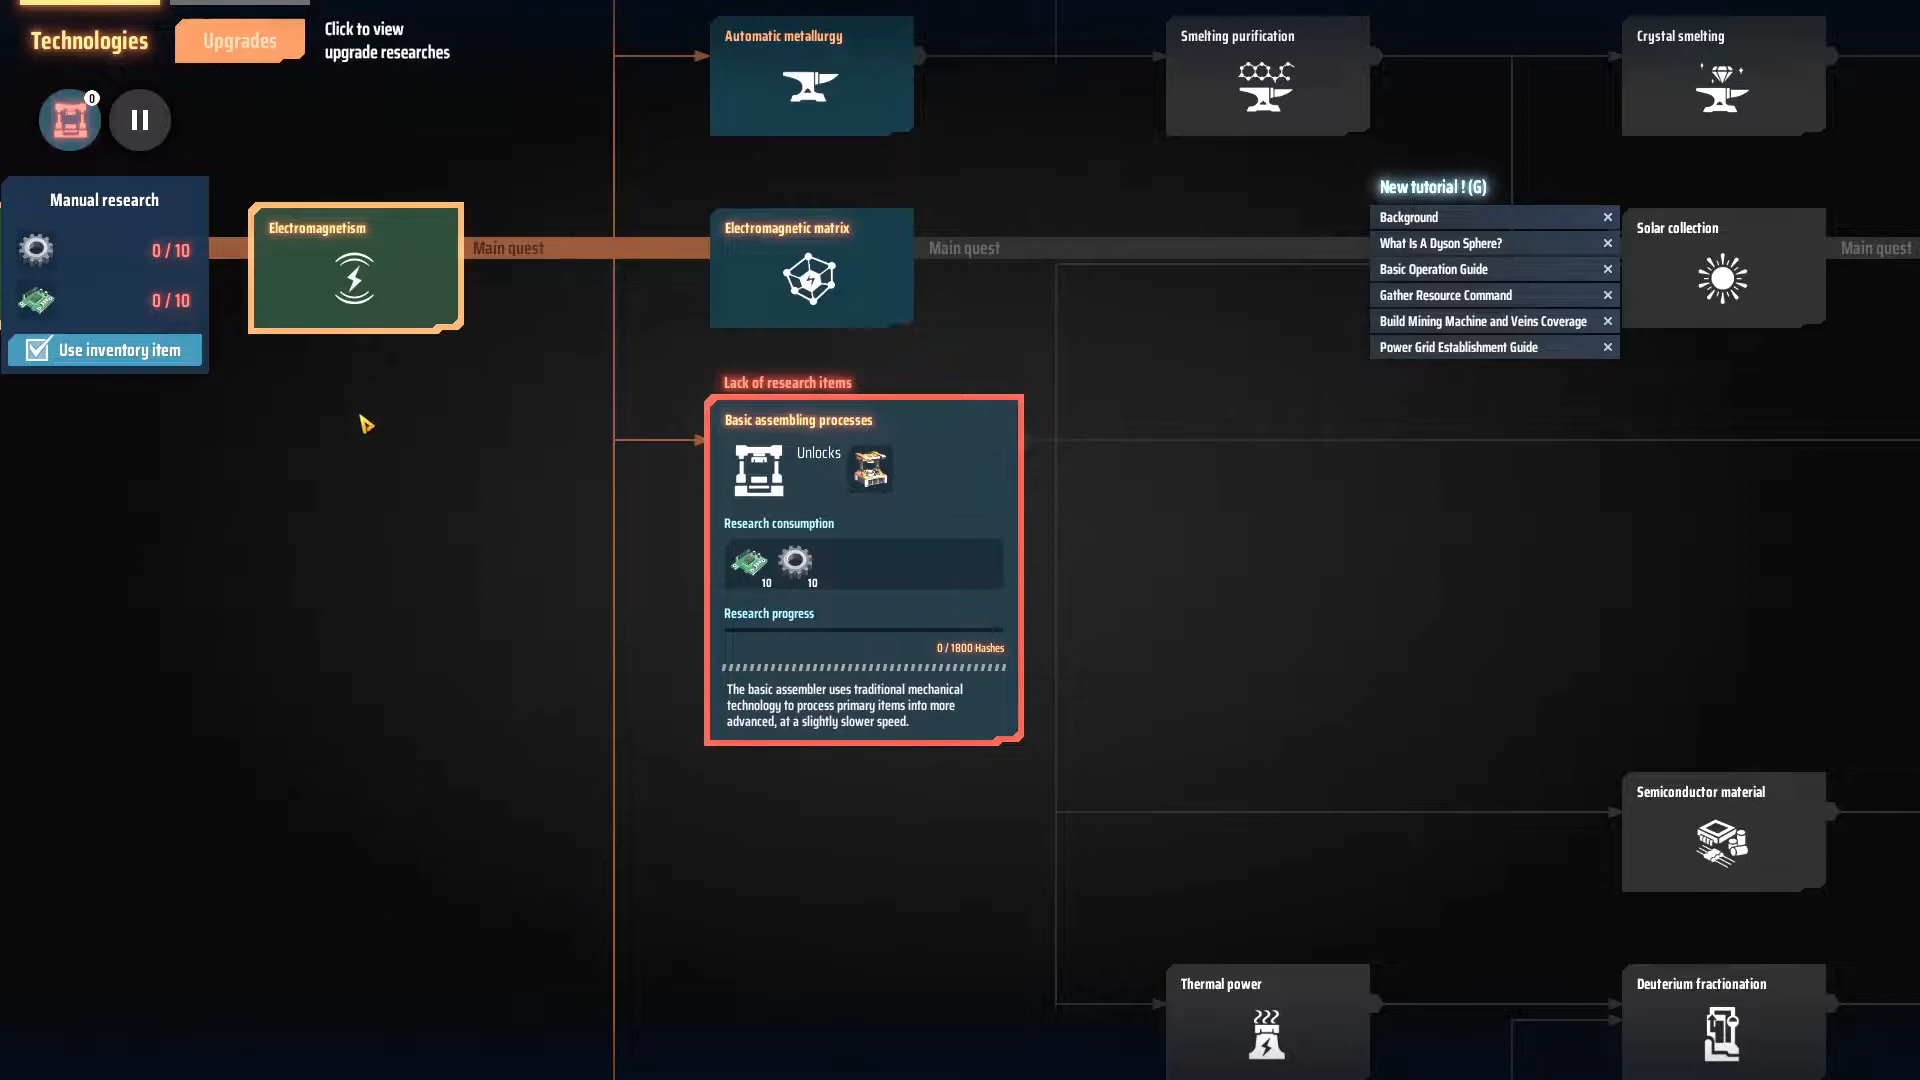 Technologies
Upgrades
Click to view
upgrade researches
0
Manual research
0 / 10
0 / 10
Use inventory item
Electromagnetism
Main quest
Automatic metallurgy
Electromagnetic matrix
Main quest
Smelting purification
Crystal smelting
New tutorial ! (G)
Background
What Is A Dyson Sphere?
Basic Operation Guide
Gather Resource Command
Build Mining Machine and Veins Coverage
Power Grid Establishment Guide
Solar collection
Main quest
Lack of research items
Basic assembling processes
Unlocks
Research consumption
10
10
Research progress
0 / 1800 Hashes
The basic assembler uses traditional mechanical
technology to process primary items into more
advanced, at a slightly slower speed.
Semiconductor material
Thermal power
Deuterium fractionation